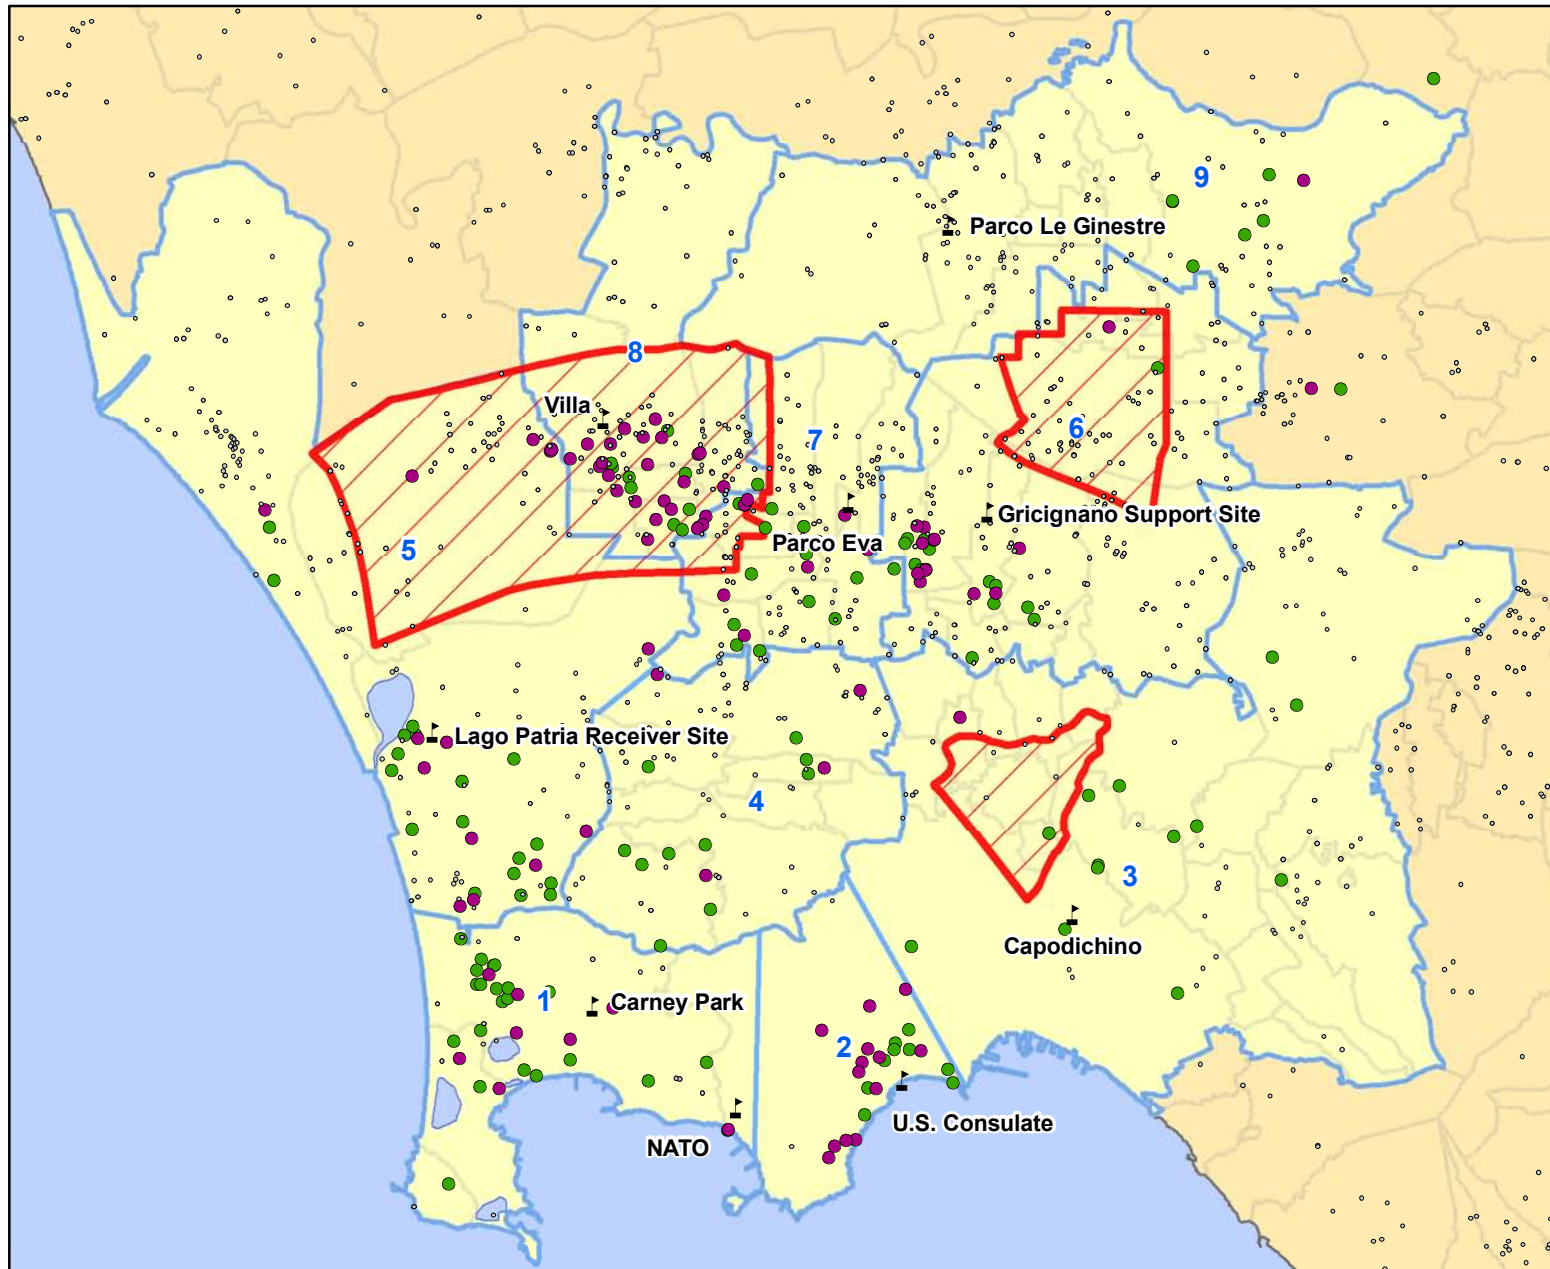 9
Parco Le Ginestre
8
Villa
6
7
Gricignano Support Site
Parco Eva
5
Lago Patria Receiver Site
4
3
Capodichino
1
Carney Park
2
U.S. Consulate
NATO